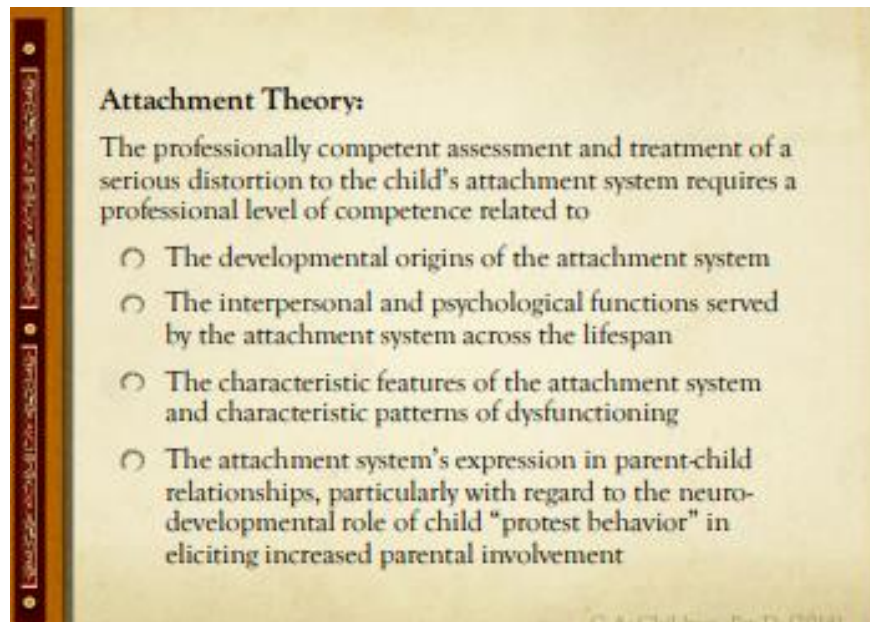 Attachment Theory:
The professionally competent assessment and treatment of a
serious distortion to the child's attachment system requires a
professional level of competence related to
The developmental origins of the attachment system
The interpersonal and psychological functions served
by the attachment system across the lifespan
The characteristic features of the attachment system
and characteristic patterns of dysfunctioning
The attachment system's expression in parent-child
relationships, particularly with regard to the neuro-
developmental role of child "protest behavior" in
eliciting increased parental involvement